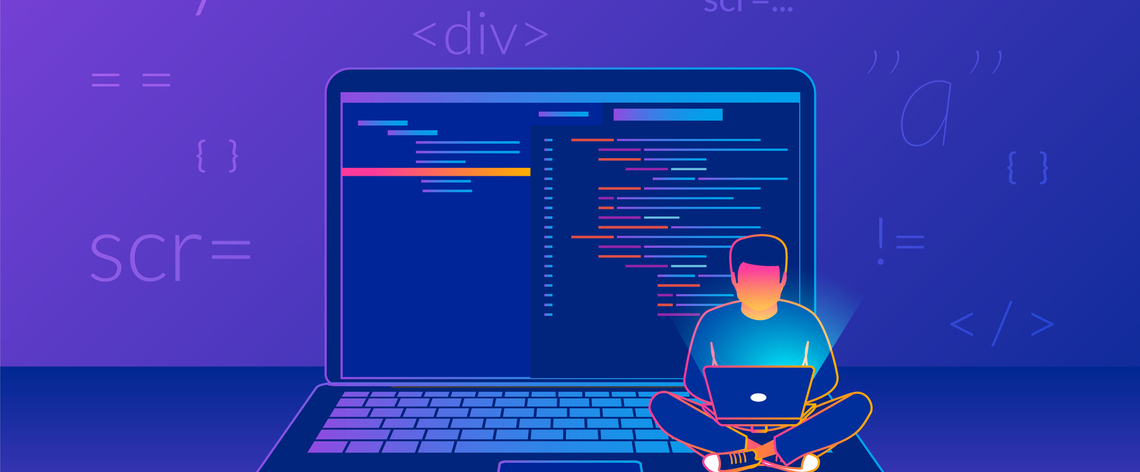 scr=...
<div>
== ,, a ,,
{ } { }
scr= !=
</>